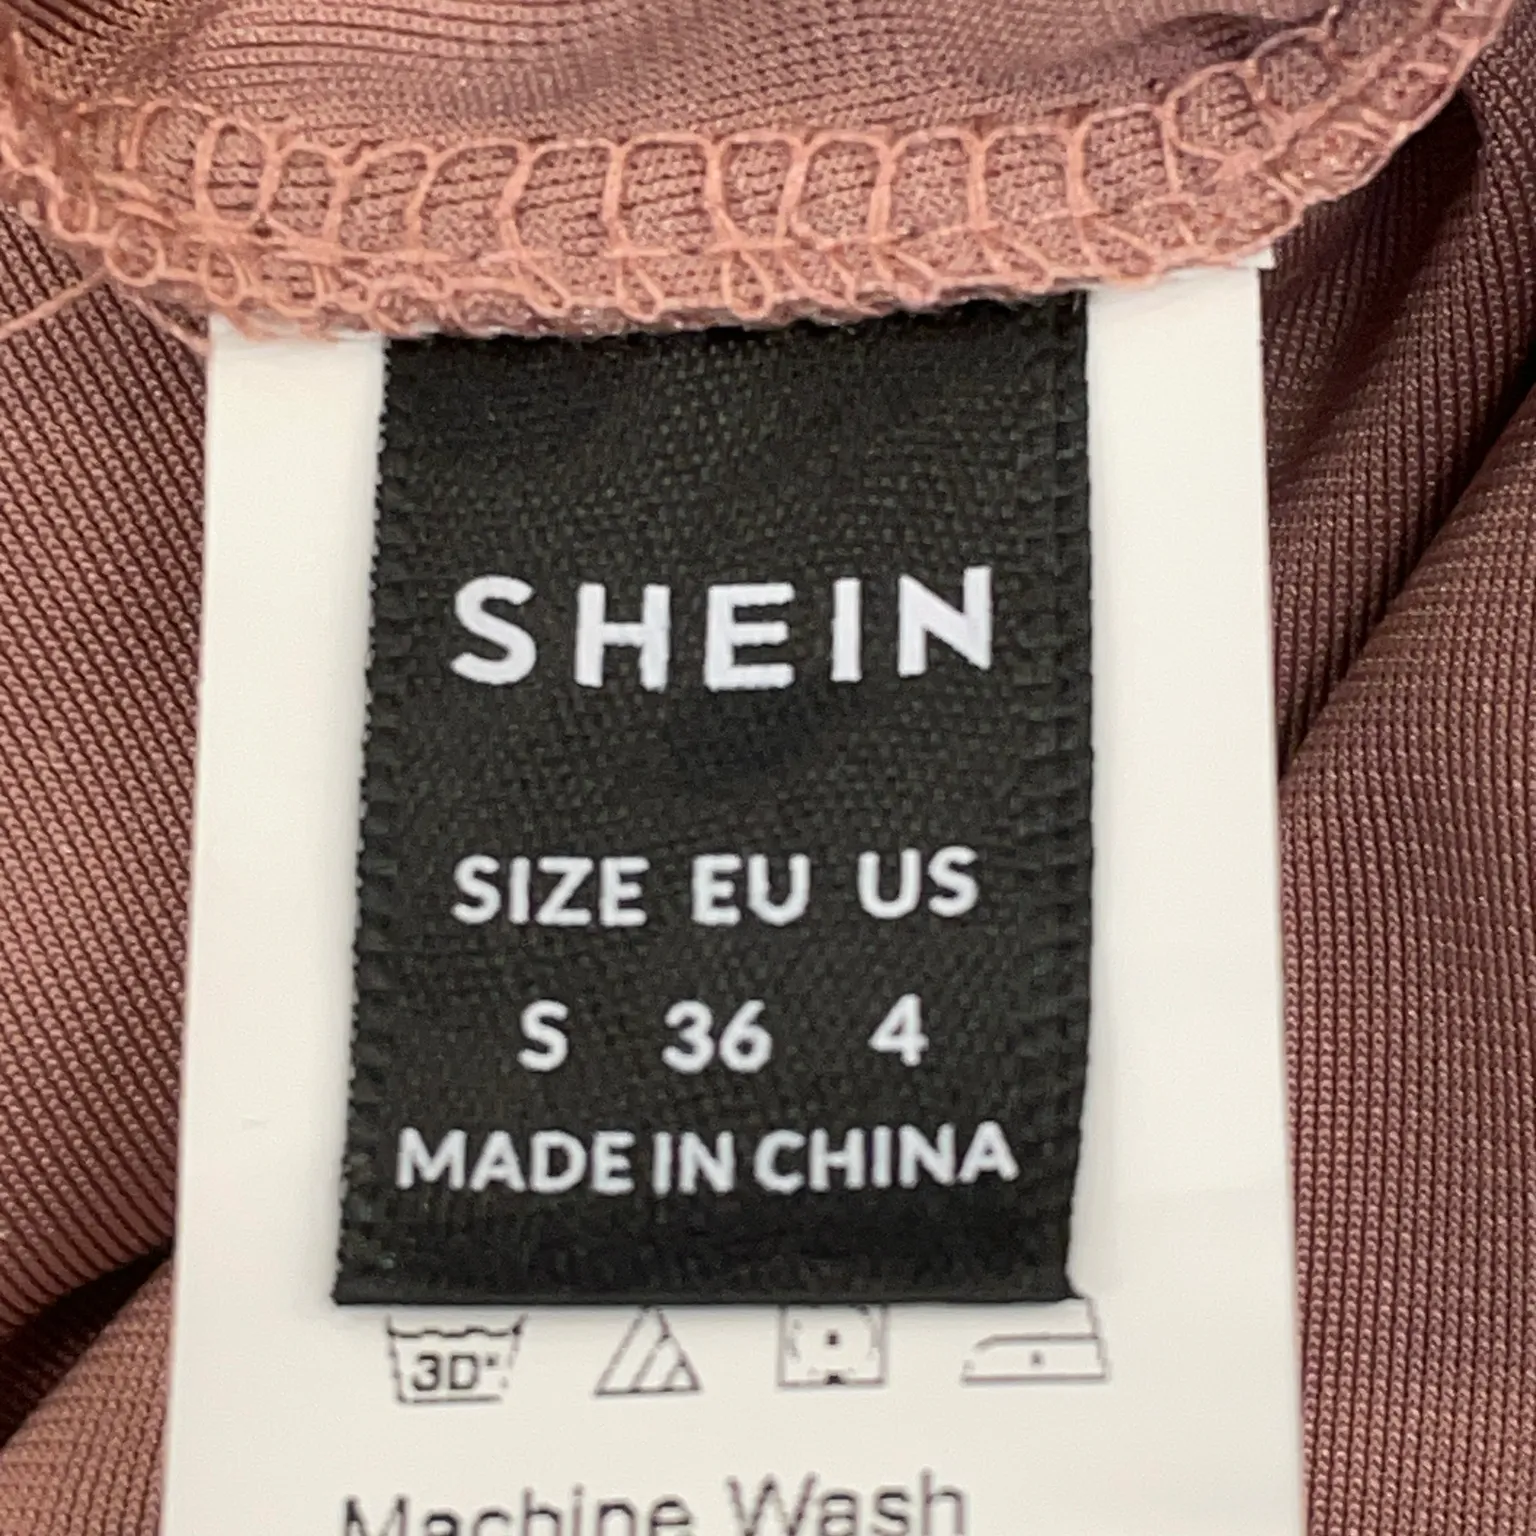 SHEIN
SIZE EU US
S 36 4
MADE IN CHINA
30°
Machine Wash